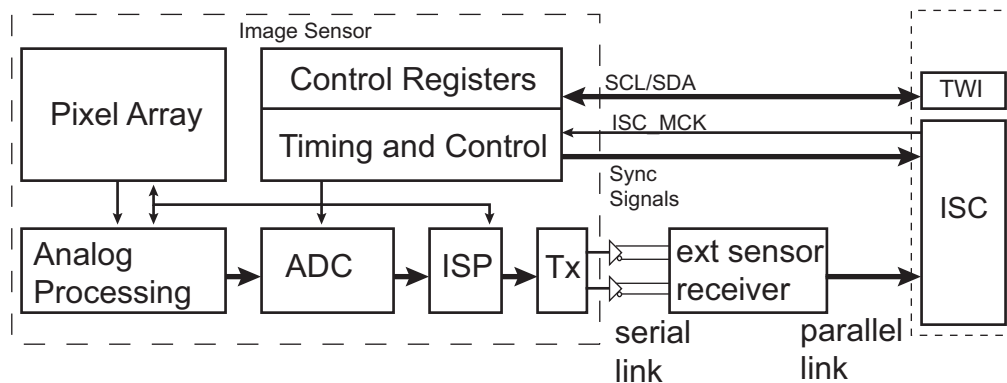 Image Sensor
Pixel Array
Control Registers
Timing and Control
SCL/SDA
TWI
ISC_MCK
Sync
Signals
ISC
Analog
Processing
ADC
ISP
Tx
ext sensor
receiver
serial
link
parallel
link